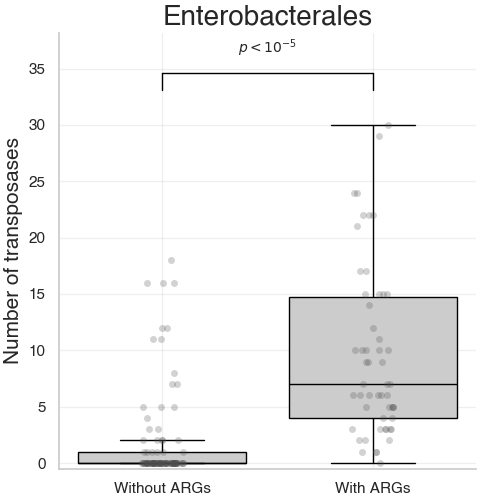 Enterobacterales
p < 10⁻⁵
Number of transposases
35
30
25
20
15
10
5
0
Without ARGs
With ARGs